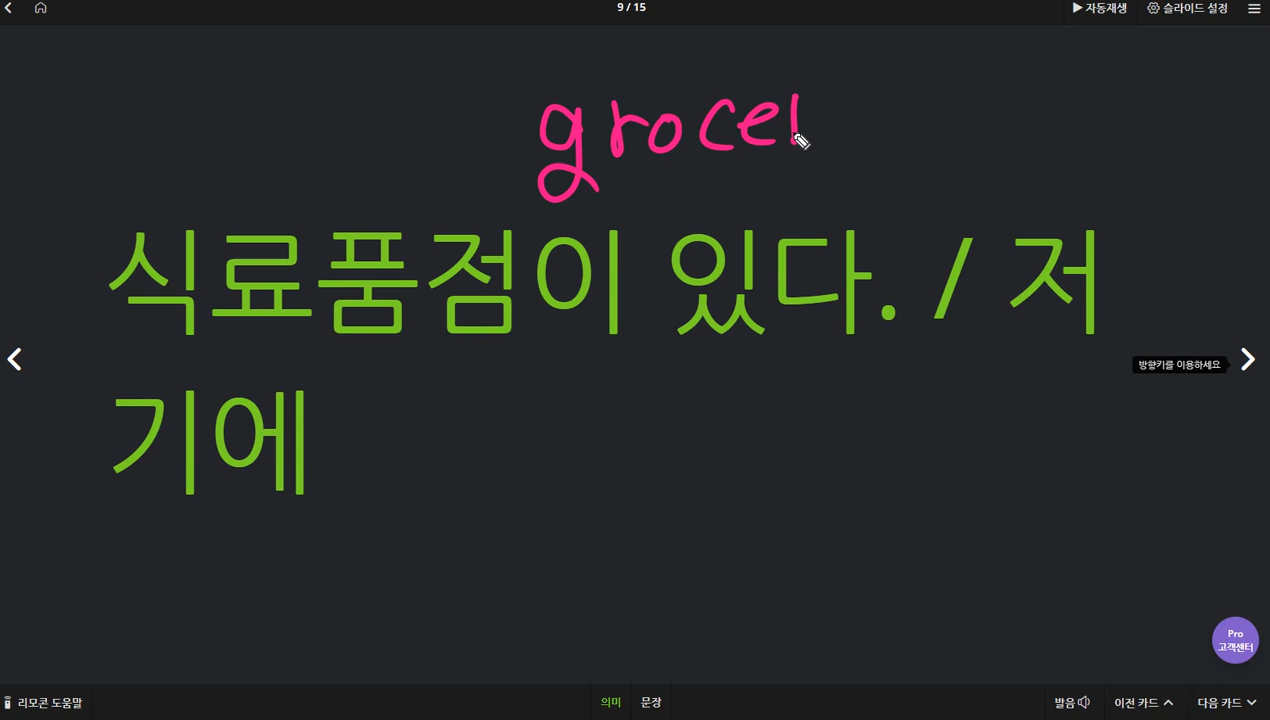 9 / 15
자동재생
슬라이드 설정
groce
식료품점이 있다. / 저
기에
방향키를 이용하세요
Pro
고객센터
리모콘 도움말
의미
문장
발음
이전 카드
다음 카드